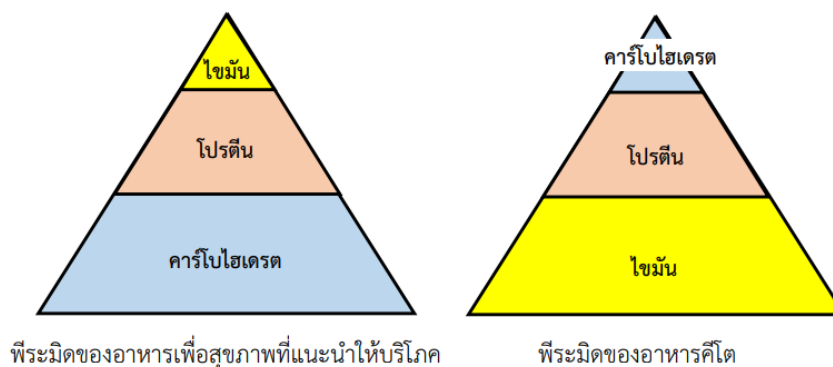 ไขมัน
โปรตีน
คาร์โบไฮเดรต
พีระมิดของอาหารเพื่อสุขภาพที่แนะนำให้บริโภค
คาร์โบไฮเดรต
โปรตีน
ไขมัน
พีระมิดของอาหารคีโต